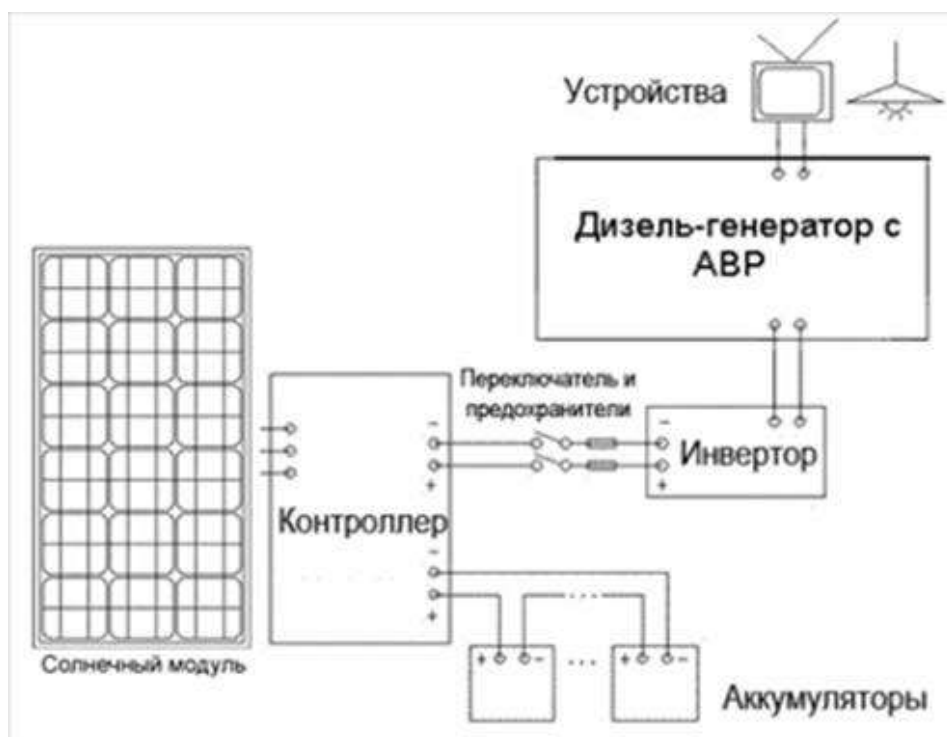 Устройства
Дизель-генератор с
АВР
Переключатель и
предохранители
-
-
+
+
Инвертор
Контроллер
-
+
+ - ... + -
Солнечный модуль
Аккумуляторы